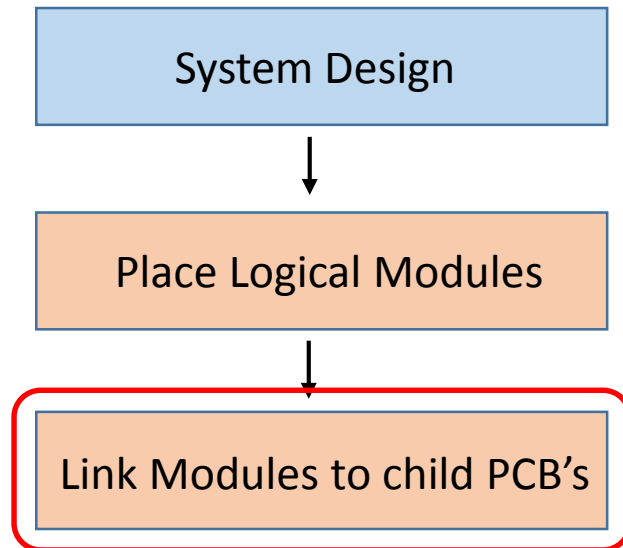 System Design
Place Logical Modules
Link Modules to child PCB’s